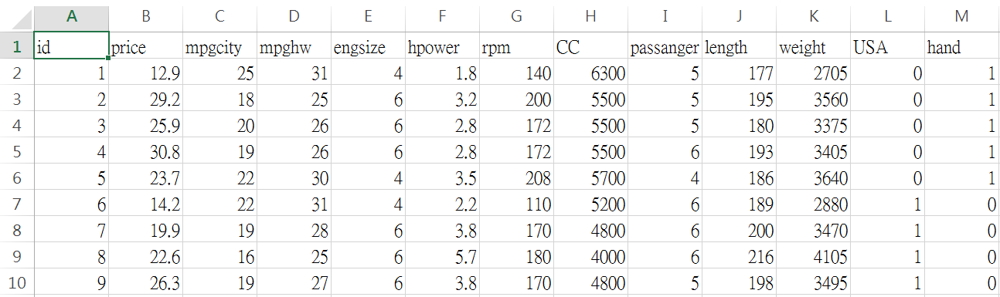 A B C D E F G H I J K L M
1 id price mpgcity mpghw engsize hpower rpm CC passanger length weight USA hand
2 1 12.9 25 31 4 1.8 140 6300 5 177 2705 0 1
3 2 29.2 18 25 6 3.2 200 5500 5 195 3560 0 1
4 3 25.9 20 26 6 2.8 172 5500 5 180 3375 0 1
5 4 30.8 19 26 6 2.8 172 5500 6 193 3405 0 1
6 5 23.7 22 30 4 3.5 208 5700 4 186 3640 0 1
7 6 14.2 22 31 4 2.2 110 5200 6 189 2880 1 0
8 7 19.9 19 28 6 3.8 170 4800 6 200 3470 1 0
9 8 22.6 16 25 6 5.7 180 4000 6 216 4105 1 0
10 9 26.3 19 27 6 3.8 170 4800 5 198 3495 1 0